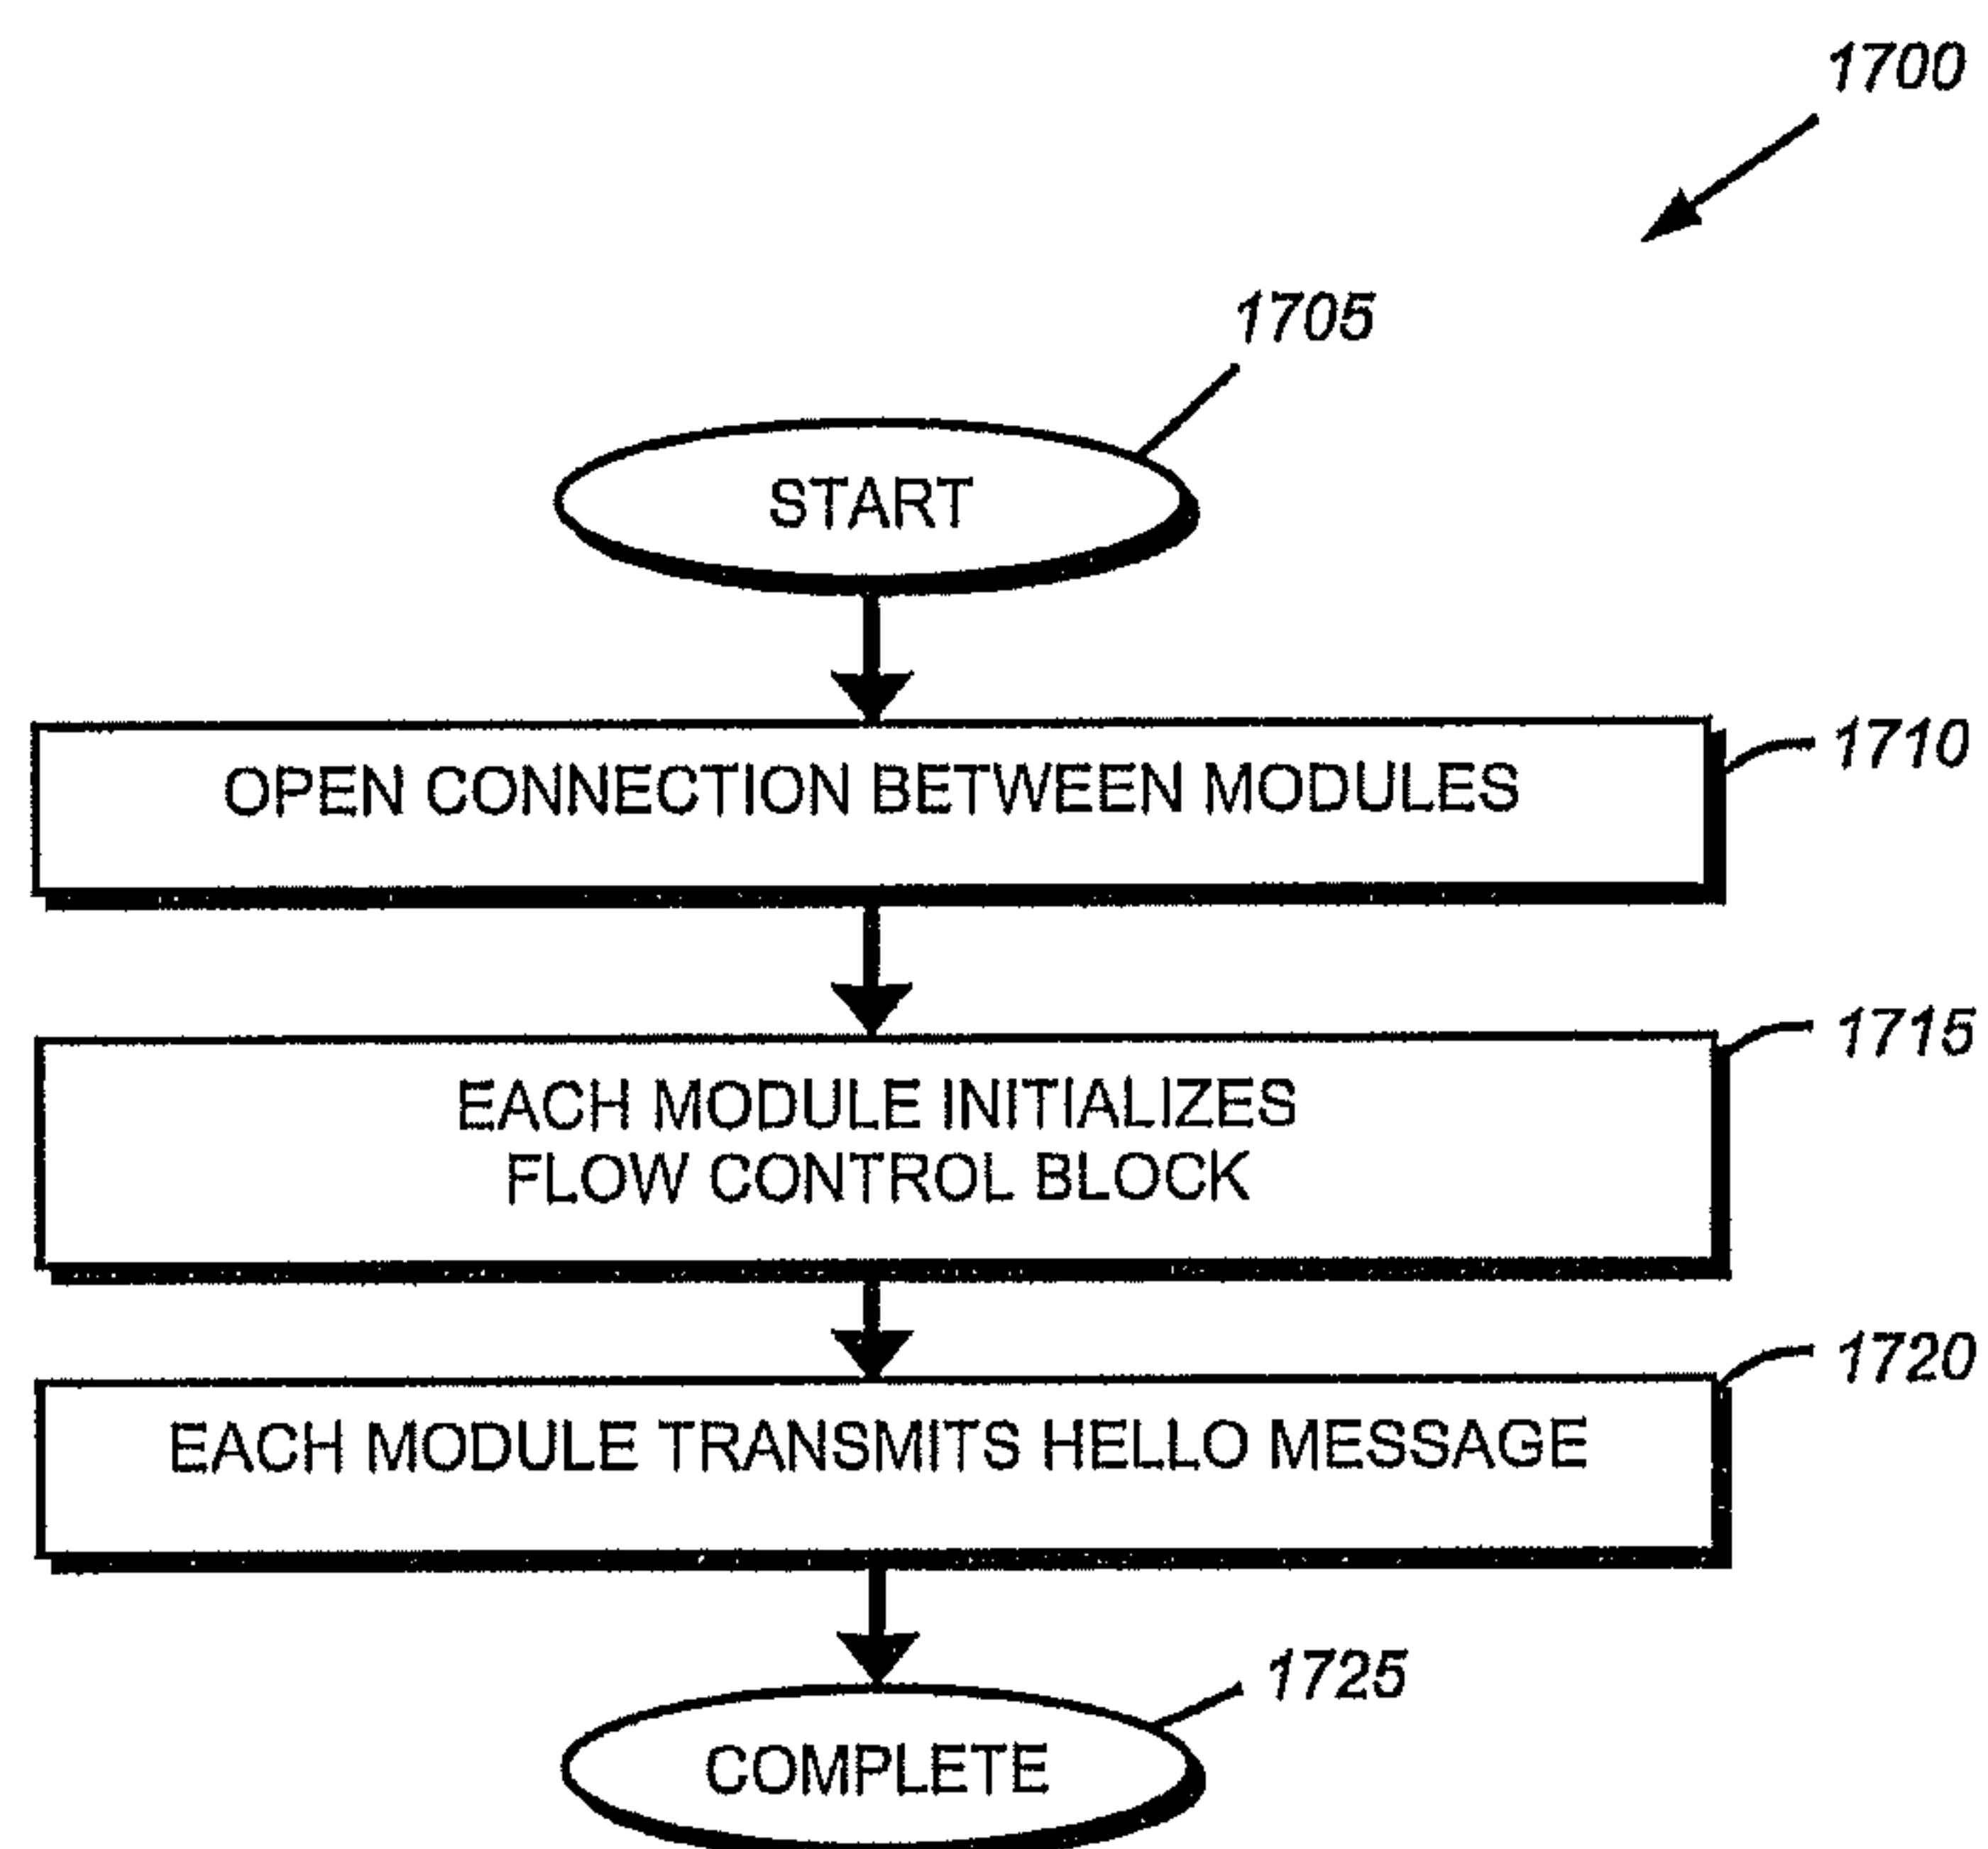 1700
1705
START
OPEN CONNECTION BETWEEN MODULES
1710
EACH MODULE INITIALIZES
FLOW CONTROL BLOCK
1715
EACH MODULE TRANSMITS HELLO MESSAGE
1720
1725
COMPLETE